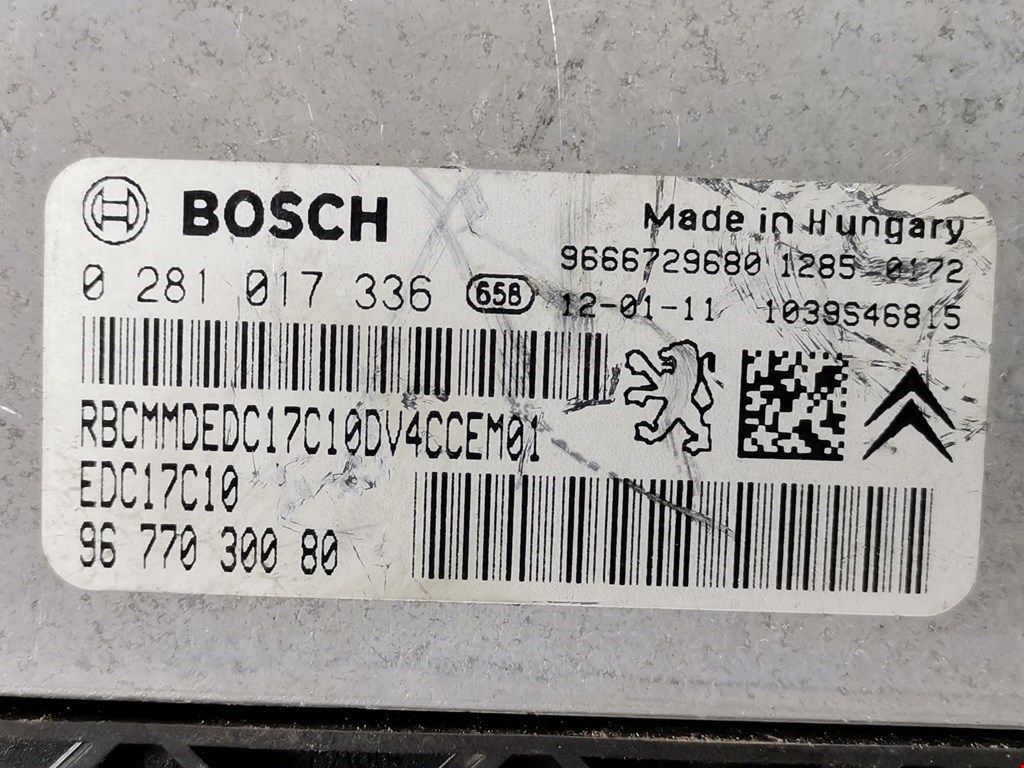 BOSCH
Made in Hungary
9666729680 1285 0172
0 281 017 336 658
12-01-11 1039S46815
RBCMMDEDC17C10DV4CCEM01
EDC17C10
96 770 300 80